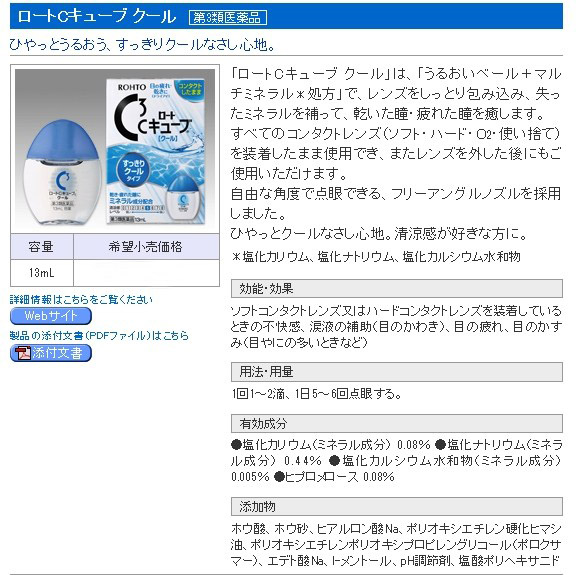 ロートCキューブ クール 第3類医薬品
ひやっとうるおう、すっきりクールなさし心地。
ROHTO
目の疲れ・乾きに
コンタクトしたまま
C3
ロート
Cキューブ
【クール】
すっきり
クール
タイプ
ミネラル成分配合
13mL
ロートCキューブ
クール
容量 希望小売価格
13mL
詳細情報はこちらをご覧ください
Webサイト
製品の添付文書(PDFファイル)はこちら
添付文書
「ロートCキューブ クール」は、「うるおいベール+マル
チミネラル*処方」で、レンズをしっとり包み込み、失っ
たミネラルを補って、乾いた瞳・疲れた瞳を癒します。
すべてのコンタクトレンズ(ソフト・ハード・O2・使い捨て)
を装着したまま使用でき、またレンズを外した後にもご
使用いただけます。
自由な角度で点眼できる、フリーアングルノズルを採用
しました。
ひやっとクールなさし心地。清涼感が好きな方に。
*塩化カリウム、塩化ナトリウム、塩化カルシウム水和物
効能・効果
ソフトコンタクトレンズ又はハードコンタクトレンズを装着している
ときの不快感、涙液の補助(目のかわき)、目の疲れ、目のかす
み(目やにの多いときなど)
用法・用量
1回1~2滴、1日5~6回点眼する。
有効成分
●塩化カリウム(ミネラル成分) 0.08% ●塩化ナトリウム(ミネラ
ル成分) 0.44% ●塩化カルシウム水和物(ミネラル成分)
0.005% ●ヒプロメロース 0.08%
添加物
ホウ酸、ホウ砂、ヒアルロン酸Na、ポリオキシエチレン硬化ヒマシ
油、ポリオキシエチレンポリオキシプロピレングリコール(ポロクサ
マー)、エデト酸Na、l-メントール、pH調節剤、塩酸ポリヘキサニド